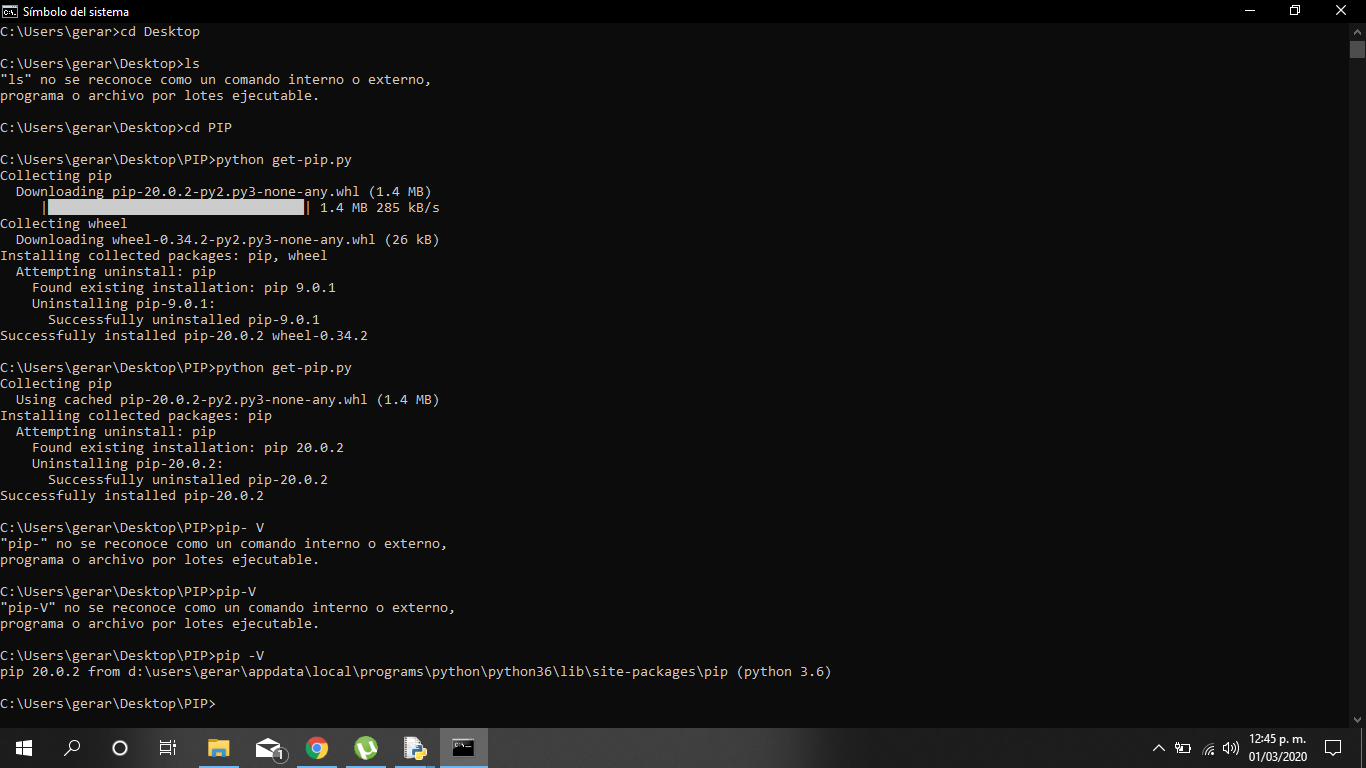 Símbolo del sistema
C:\Users\gerar>cd Desktop
C:\Users\gerar\Desktop>ls
"ls" no se reconoce como un comando interno o externo,
programa o archivo por lotes ejecutable.
C:\Users\gerar\Desktop>cd PIP
C:\Users\gerar\Desktop\PIP>python get-pip.py
Collecting pip
  Downloading pip-20.0.2-py2.py3-none-any.whl (1.4 MB)
     |████████████████████████████████| 1.4 MB 285 kB/s
Collecting wheel
  Downloading wheel-0.34.2-py2.py3-none-any.whl (26 kB)
Installing collected packages: pip, wheel
  Attempting uninstall: pip
    Found existing installation: pip 9.0.1
    Uninstalling pip-9.0.1:
      Successfully uninstalled pip-9.0.1
Successfully installed pip-20.0.2 wheel-0.34.2
C:\Users\gerar\Desktop\PIP>python get-pip.py
Collecting pip
  Using cached pip-20.0.2-py2.py3-none-any.whl (1.4 MB)
Installing collected packages: pip
  Attempting uninstall: pip
    Found existing installation: pip 20.0.2
    Uninstalling pip-20.0.2:
      Successfully uninstalled pip-20.0.2
Successfully installed pip-20.0.2
C:\Users\gerar\Desktop\PIP>pip- V
"pip-" no se reconoce como un comando interno o externo,
programa o archivo por lotes ejecutable.
C:\Users\gerar\Desktop\PIP>pip-V
"pip-V" no se reconoce como un comando interno o externo,
programa o archivo por lotes ejecutable.
C:\Users\gerar\Desktop\PIP>pip -V
pip 20.0.2 from d:\users\gerar\appdata\local\programs\python\python36\lib\site-packages\pip (python 3.6)
C:\Users\gerar\Desktop\PIP>
1
12:45 p. m.
01/03/2020